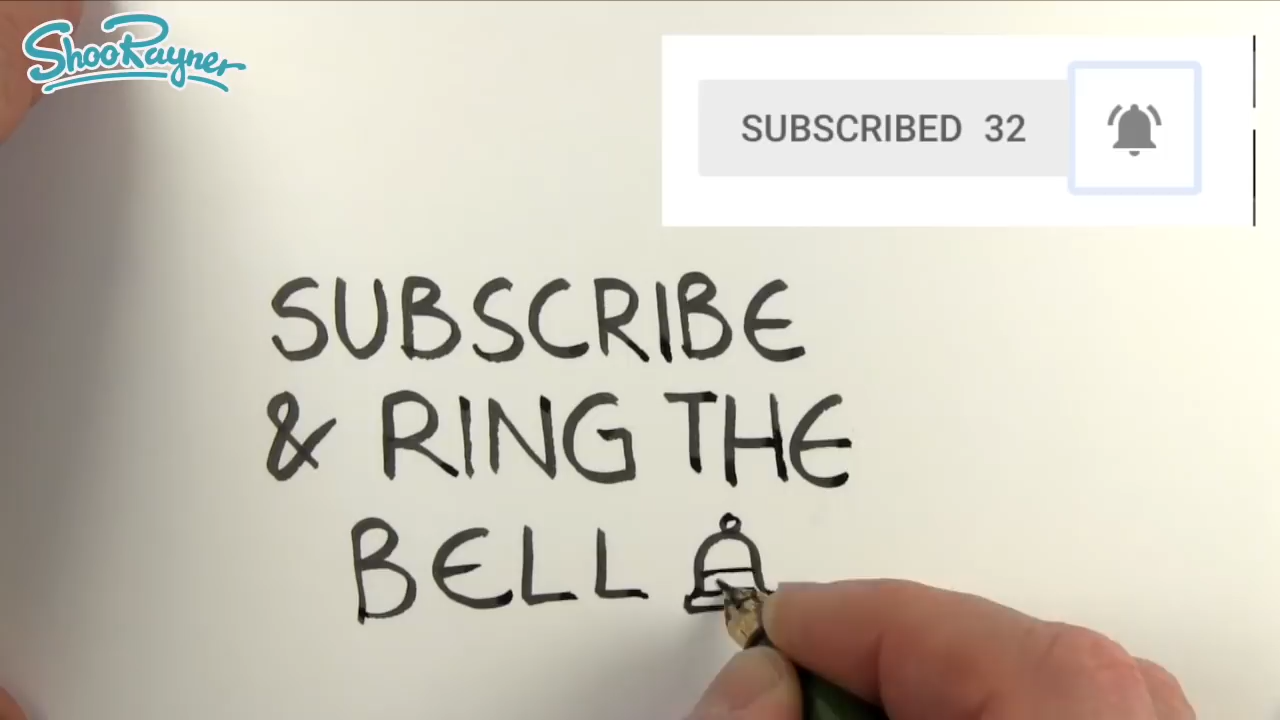 ShooRayner
SUBSCRIBED 32
SUBSCRIBE
& RING THE
BELL